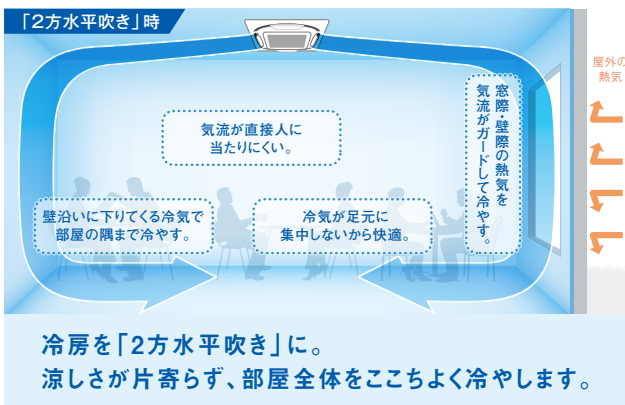 「2方水平吹き」時
屋外の
熱気
気流が直接人に
当たりにくい。
窓際・壁際の熱気を
気流がガードして冷やす。
壁沿いに下りてくる冷気で
部屋の隅まで冷やす。
冷気が足元に
集中しないから快適。
冷房を「2方水平吹き」に。
涼しさが片寄らず、部屋全体をここちよく冷やします。